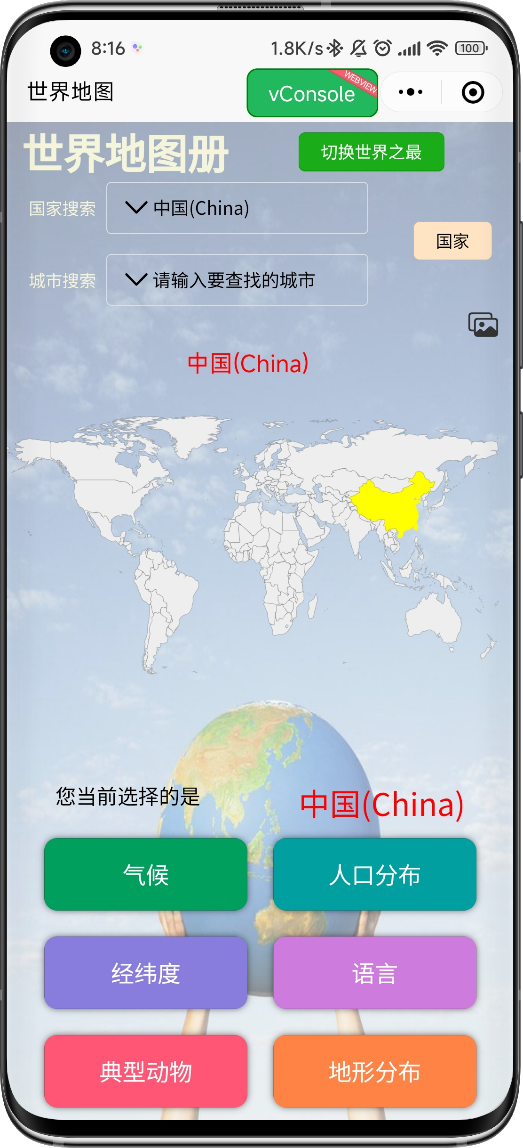 8:16 1.8K/s 100
世界地图 vConsole WEBVIEW
世界地图册 切换世界之最
国家搜索 中国(China)
国家
城市搜索 请输入要查找的城市
中国(China)
您当前选择的是 中国(China)
气候 人口分布
经纬度 语言
典型动物 地形分布